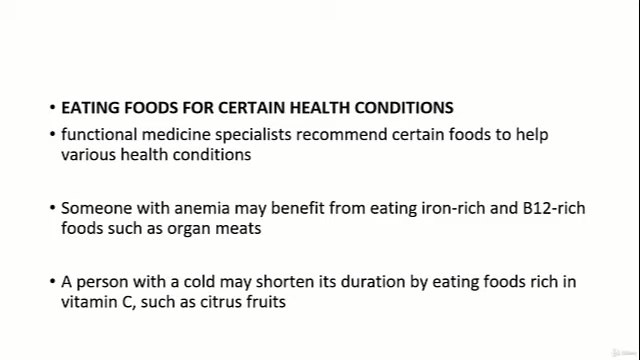 • EATING FOODS FOR CERTAIN HEALTH CONDITIONS
• functional medicine specialists recommend certain foods to help
various health conditions
• Someone with anemia may benefit from eating iron-rich and B12-rich
foods such as organ meats
• A person with a cold may shorten its duration by eating foods rich in
vitamin C, such as citrus fruits